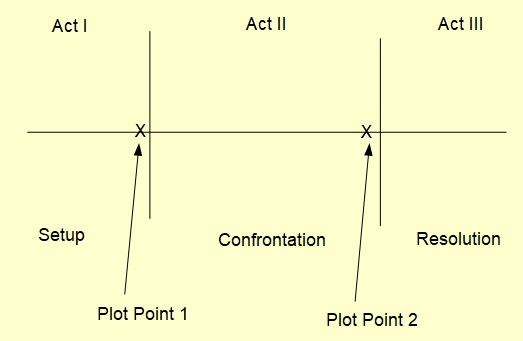 Act I
Act II
Act III
X
X
Setup
Confrontation
Resolution
Plot Point 1
Plot Point 2